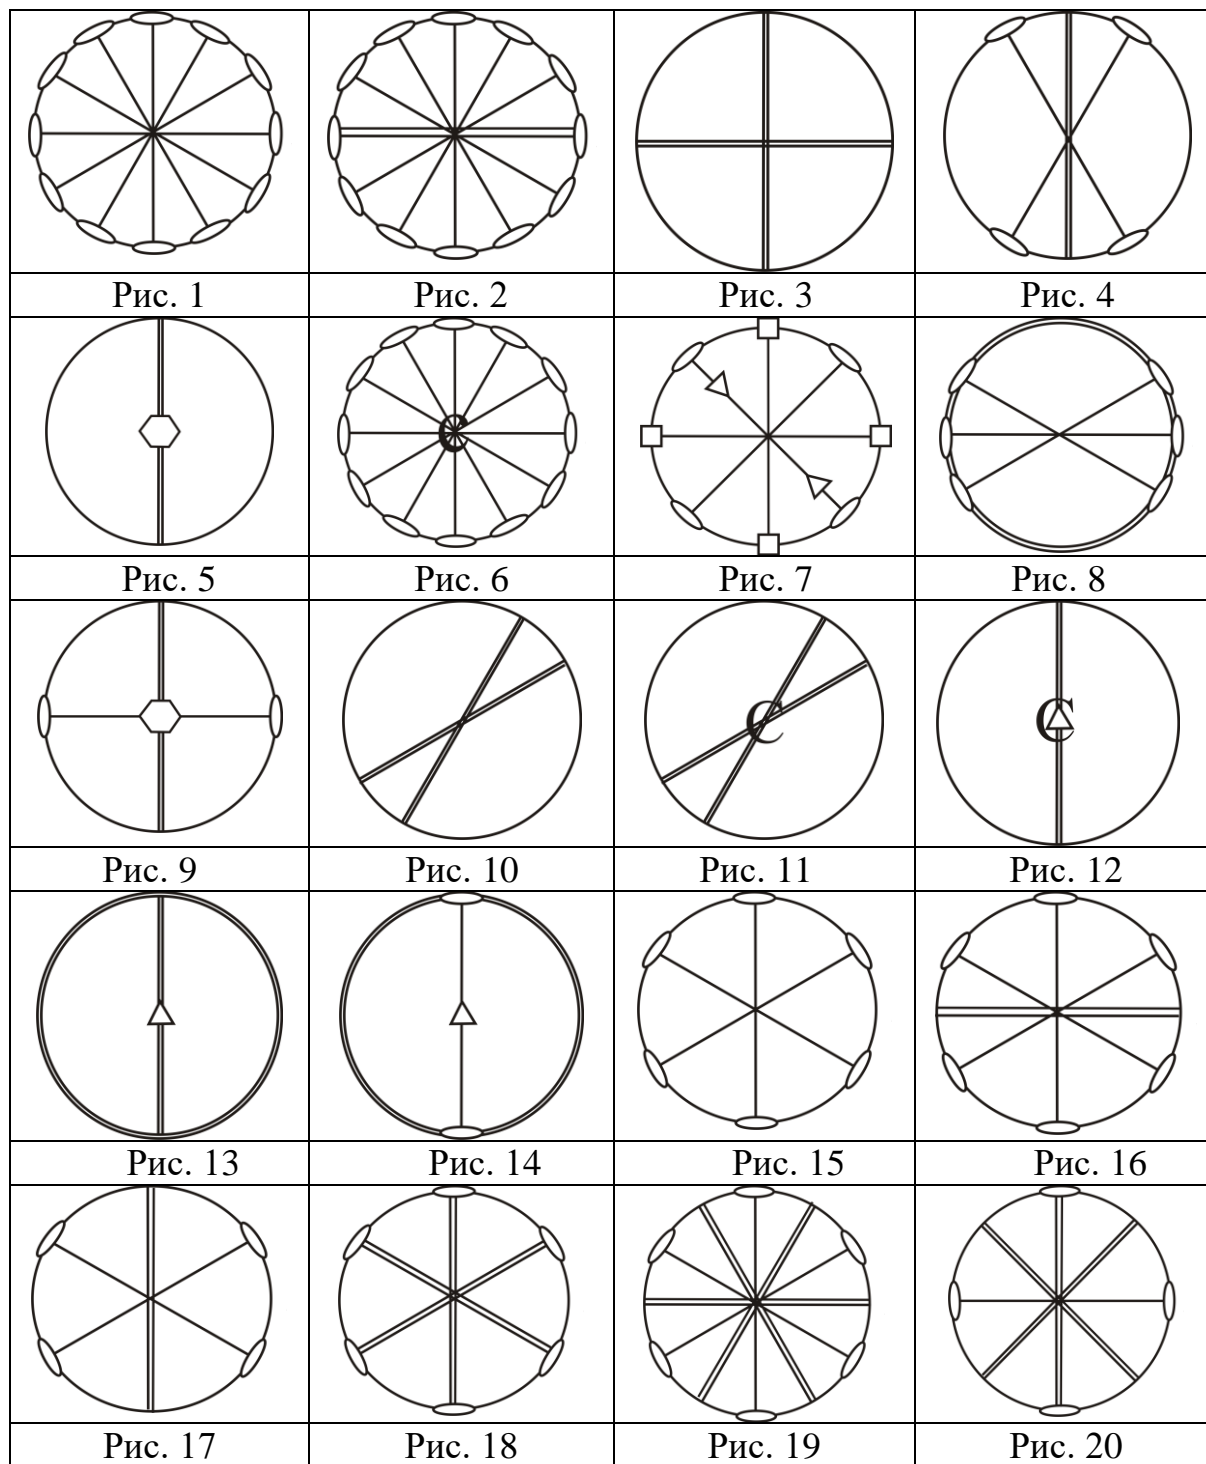 Рис. 1 Рис. 2 Рис. 3 Рис. 4
С
Рис. 5 Рис. 6 Рис. 7 Рис. 8
С С
Рис. 9 Рис. 10 Рис. 11 Рис. 12
Рис. 13 Рис. 14 Рис. 15 Рис. 16
Рис. 17 Рис. 18 Рис. 19 Рис. 20